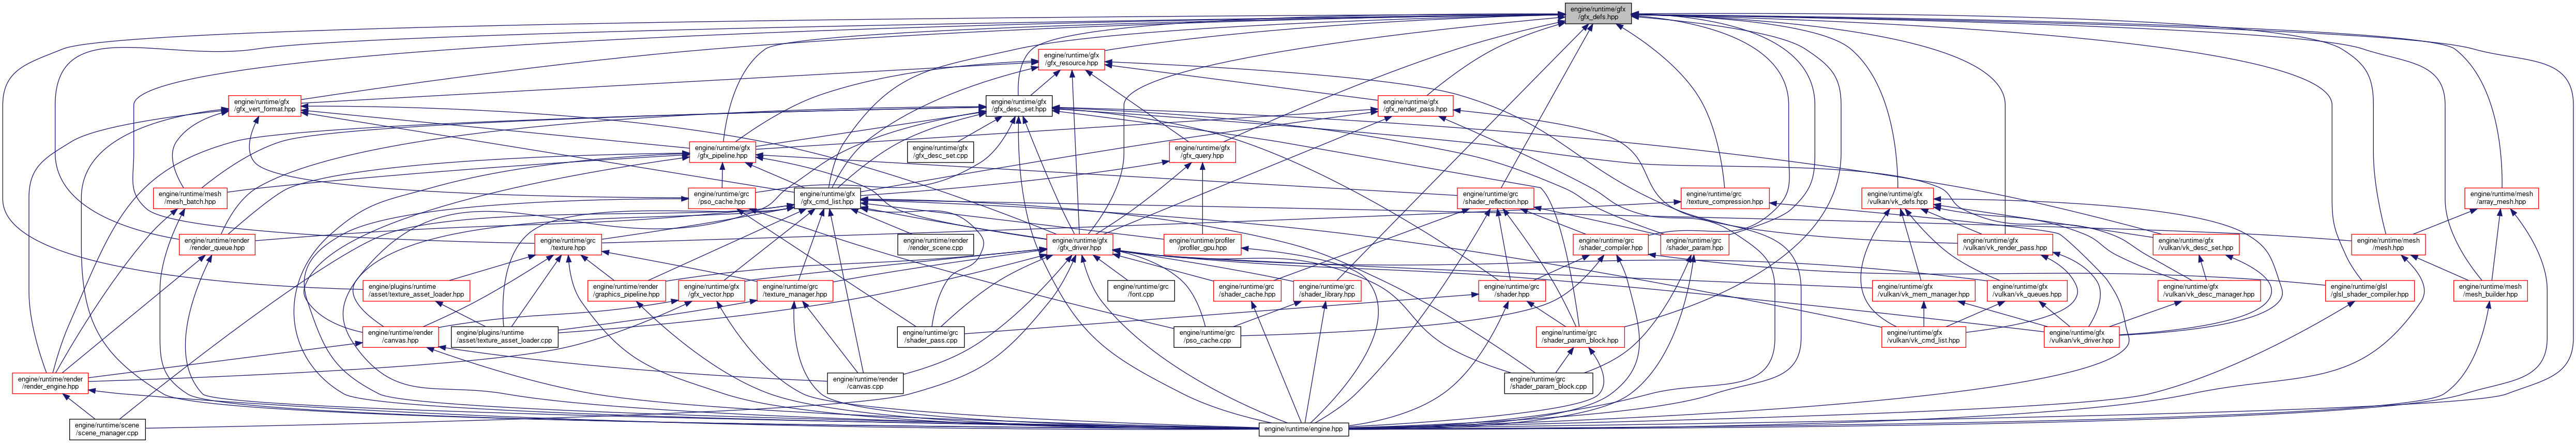 engine/runtime/gfx
/gfx_defs.hpp
engine/runtime/gfx
/gfx_resource.hpp
engine/runtime/gfx
/gfx_vert_format.hpp
engine/runtime/gfx
/gfx_desc_set.hpp
engine/runtime/gfx
/gfx_render_pass.hpp
engine/runtime/gfx
/gfx_pipeline.hpp
engine/runtime/gfx
/gfx_desc_set.cpp
engine/runtime/gfx
/gfx_query.hpp
engine/runtime/mesh
/mesh_batch.hpp
engine/runtime/grc
/pso_cache.hpp
engine/runtime/gfx
/gfx_cmd_list.hpp
engine/runtime/grc
/shader_reflection.hpp
engine/runtime/grc
/texture_compression.hpp
engine/runtime/gfx
/vulkan/vk_defs.hpp
engine/runtime/mesh
/array_mesh.hpp
engine/runtime/render
/render_queue.hpp
engine/runtime/grc
/texture.hpp
engine/runtime/render
/render_scene.cpp
engine/runtime/gfx
/gfx_driver.hpp
engine/runtime/profiler
/profiler_gpu.hpp
engine/runtime/grc
/shader_compiler.hpp
engine/runtime/grc
/shader_param.hpp
engine/runtime/gfx
/vulkan/vk_render_pass.hpp
engine/runtime/gfx
/vulkan/vk_desc_set.hpp
engine/runtime/mesh
/mesh.hpp
engine/plugins/runtime
/asset/texture_asset_loader.hpp
engine/runtime/render
/graphics_pipeline.hpp
engine/runtime/gfx
/gfx_vector.hpp
engine/runtime/grc
/texture_manager.hpp
engine/runtime/grc
/font.cpp
engine/runtime/grc
/shader_cache.hpp
engine/runtime/grc
/shader_library.hpp
engine/runtime/grc
/shader.hpp
engine/runtime/gfx
/vulkan/vk_mem_manager.hpp
engine/runtime/gfx
/vulkan/vk_queues.hpp
engine/runtime/gfx
/vulkan/vk_desc_manager.hpp
engine/runtime/glsl
/glsl_shader_compiler.hpp
engine/runtime/mesh
/mesh_builder.hpp
engine/runtime/render
/canvas.hpp
engine/plugins/runtime
/asset/texture_asset_loader.cpp
engine/runtime/grc
/shader_pass.cpp
engine/runtime/grc
/pso_cache.cpp
engine/runtime/grc
/shader_param_block.hpp
engine/runtime/gfx
/vulkan/vk_cmd_list.hpp
engine/runtime/gfx
/vulkan/vk_driver.hpp
engine/runtime/render
/render_engine.hpp
engine/runtime/render
/canvas.cpp
engine/runtime/grc
/shader_param_block.cpp
engine/runtime/scene
/scene_manager.cpp
engine/runtime/engine.hpp